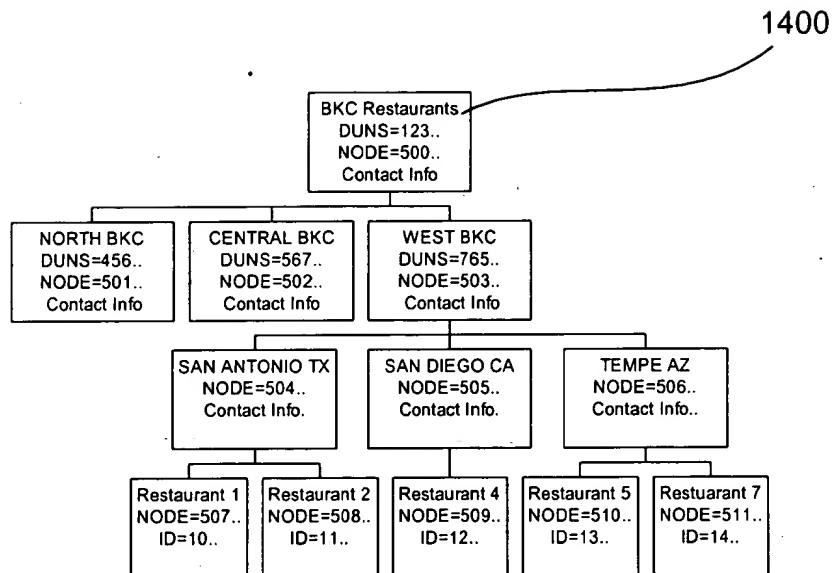 1400
BKC Restaurants
DUNS=123..
NODE=500..
Contact Info
NORTH BKC
DUNS=456..
NODE=501..
Contact Info
CENTRAL BKC
DUNS=567..
NODE=502..
Contact Info
WEST BKC
DUNS=765..
NODE=503..
Contact Info
SAN ANTONIO TX
NODE=504..
Contact Info.
SAN DIEGO CA
NODE=505..
Contact Info.
TEMPE AZ
NODE=506..
Contact Info..
Restaurant 1
NODE=507..
ID=10..
Restaurant 2
NODE=508..
ID=11..
Restaurant 4
NODE=509..
ID=12..
Restaurant 5
NODE=510..
ID=13..
Restuarant 7
NODE=511..
ID=14..